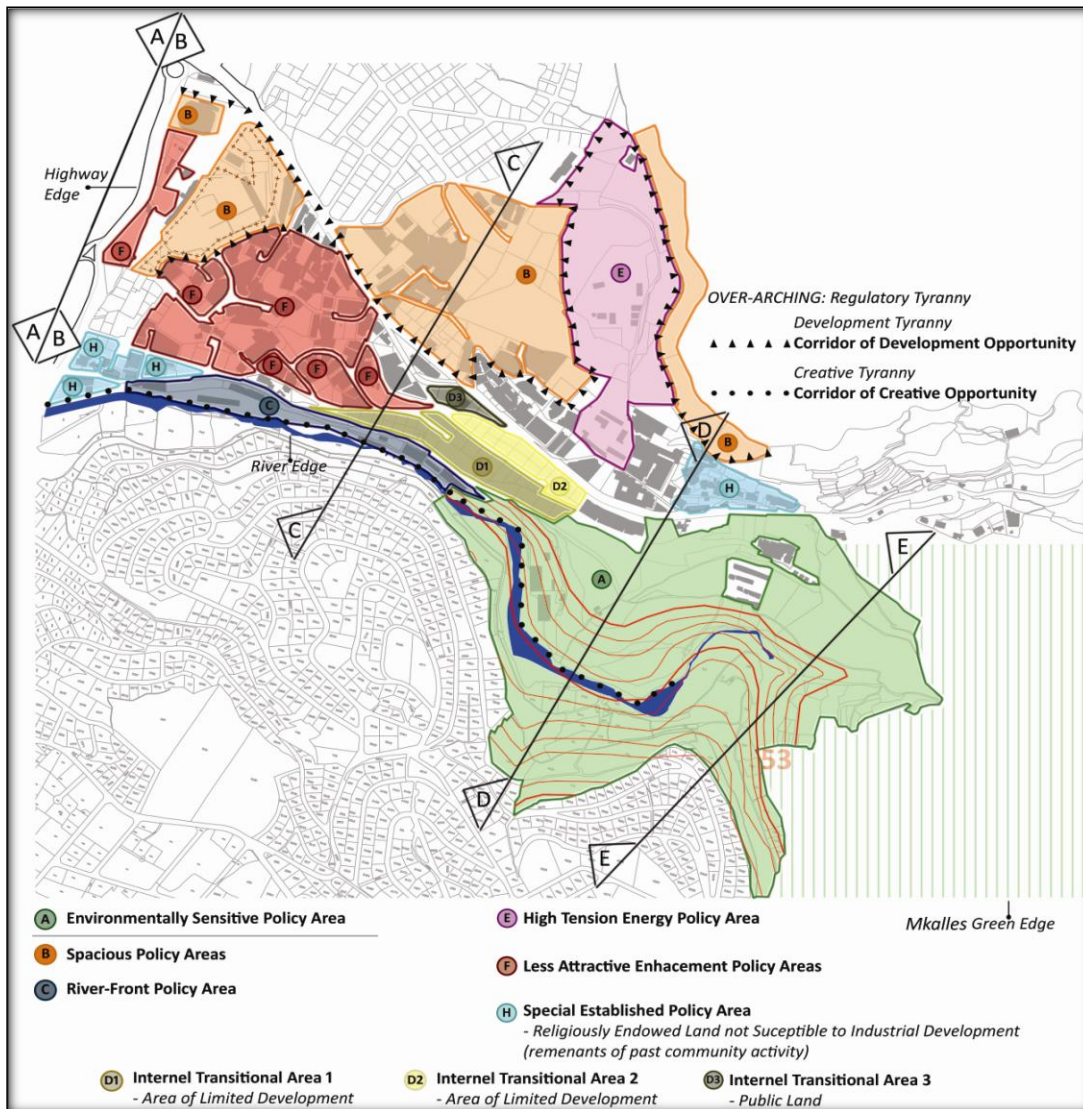 A
B
C
B
Highway
Edge
B
E
B
F
OVER-ARCHING: Regulatory Tyranny
Development Tyranny
Corridor of Development Opportunity
Creative Tyranny
Corridor of Creative Opportunity
F
F
A
B
H
H
F
F
F
H
C
D3
D
B
River Edge
D1
D2
H
C
E
A
53
D
E
Mkalles Green Edge
A Environmentally Sensitive Policy Area
B Spacious Policy Areas
C River-Front Policy Area
E High Tension Energy Policy Area
F Less Attractive Enhacement Policy Areas
H Special Established Policy Area
- Religiously Endowed Land not Suceptible to Industrial Development
(remenants of past community activity)
D1 Internel Transitional Area 1
- Area of Limited Development
D2 Internel Transitional Area 2
- Area of Limited Development
D3 Internel Transitional Area 3
- Public Land